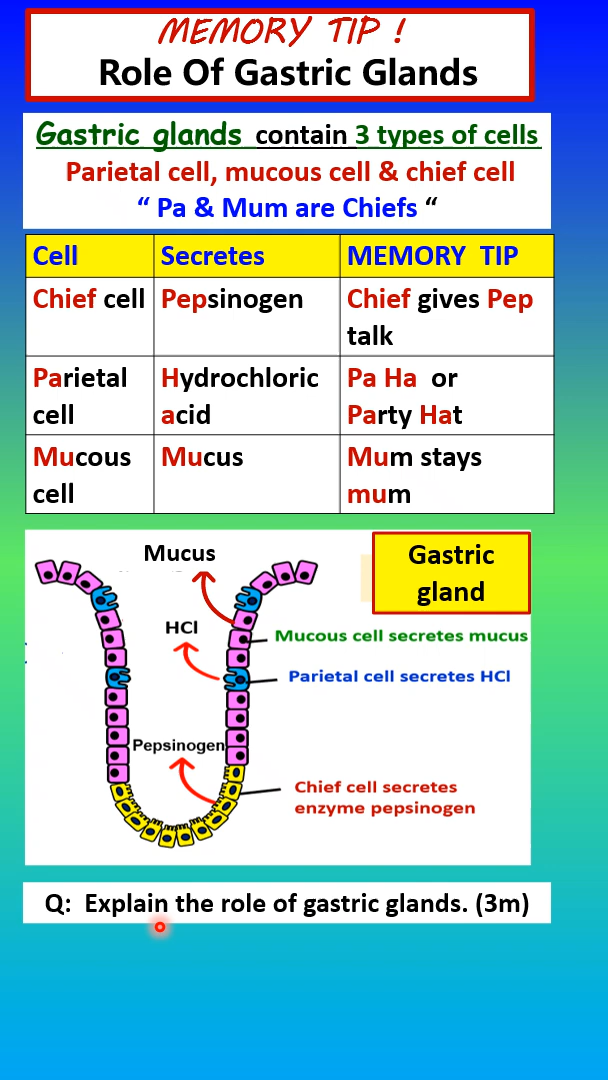 MEMORY TIP !
Role Of Gastric Glands
Gastric glands contain 3 types of cells
Parietal cell, mucous cell & chief cell
“ Pa & Mum are Chiefs “
Cell Secretes MEMORY TIP
Chief cell Pepsinogen Chief gives Pep
talk
Parietal Hydrochloric Pa Ha or
cell acid Party Hat
Mucous Mucus Mum stays
cell mum
Mucus
Gastric
gland
HCl
Mucous cell secretes mucus
Parietal cell secretes HCl
Pepsinogen
Chief cell secretes
enzyme pepsinogen
Q: Explain the role of gastric glands. (3m)